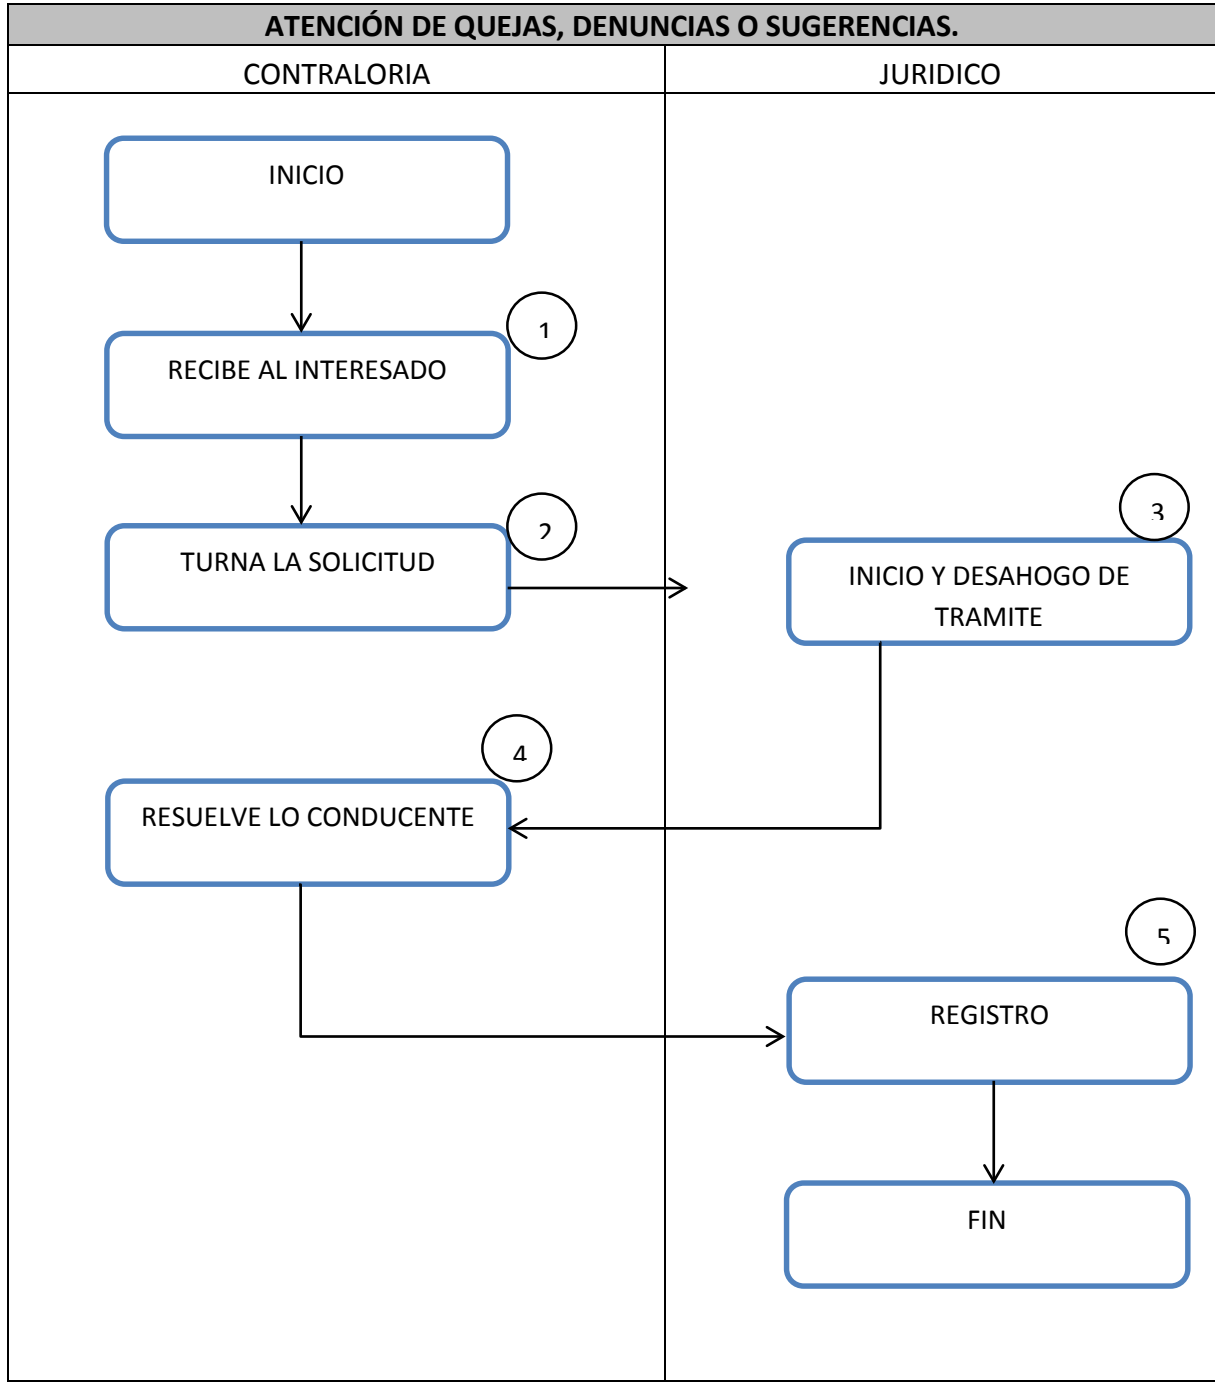 ATENCIÓN DE QUEJAS, DENUNCIAS O SUGERENCIAS.
CONTRALORIA
JURIDICO
INICIO
1
RECIBE AL INTERESADO
2
TURNA LA SOLICITUD
3
INICIO Y DESAHOGO DE
TRAMITE
4
RESUELVE LO CONDUCENTE
5
REGISTRO
FIN